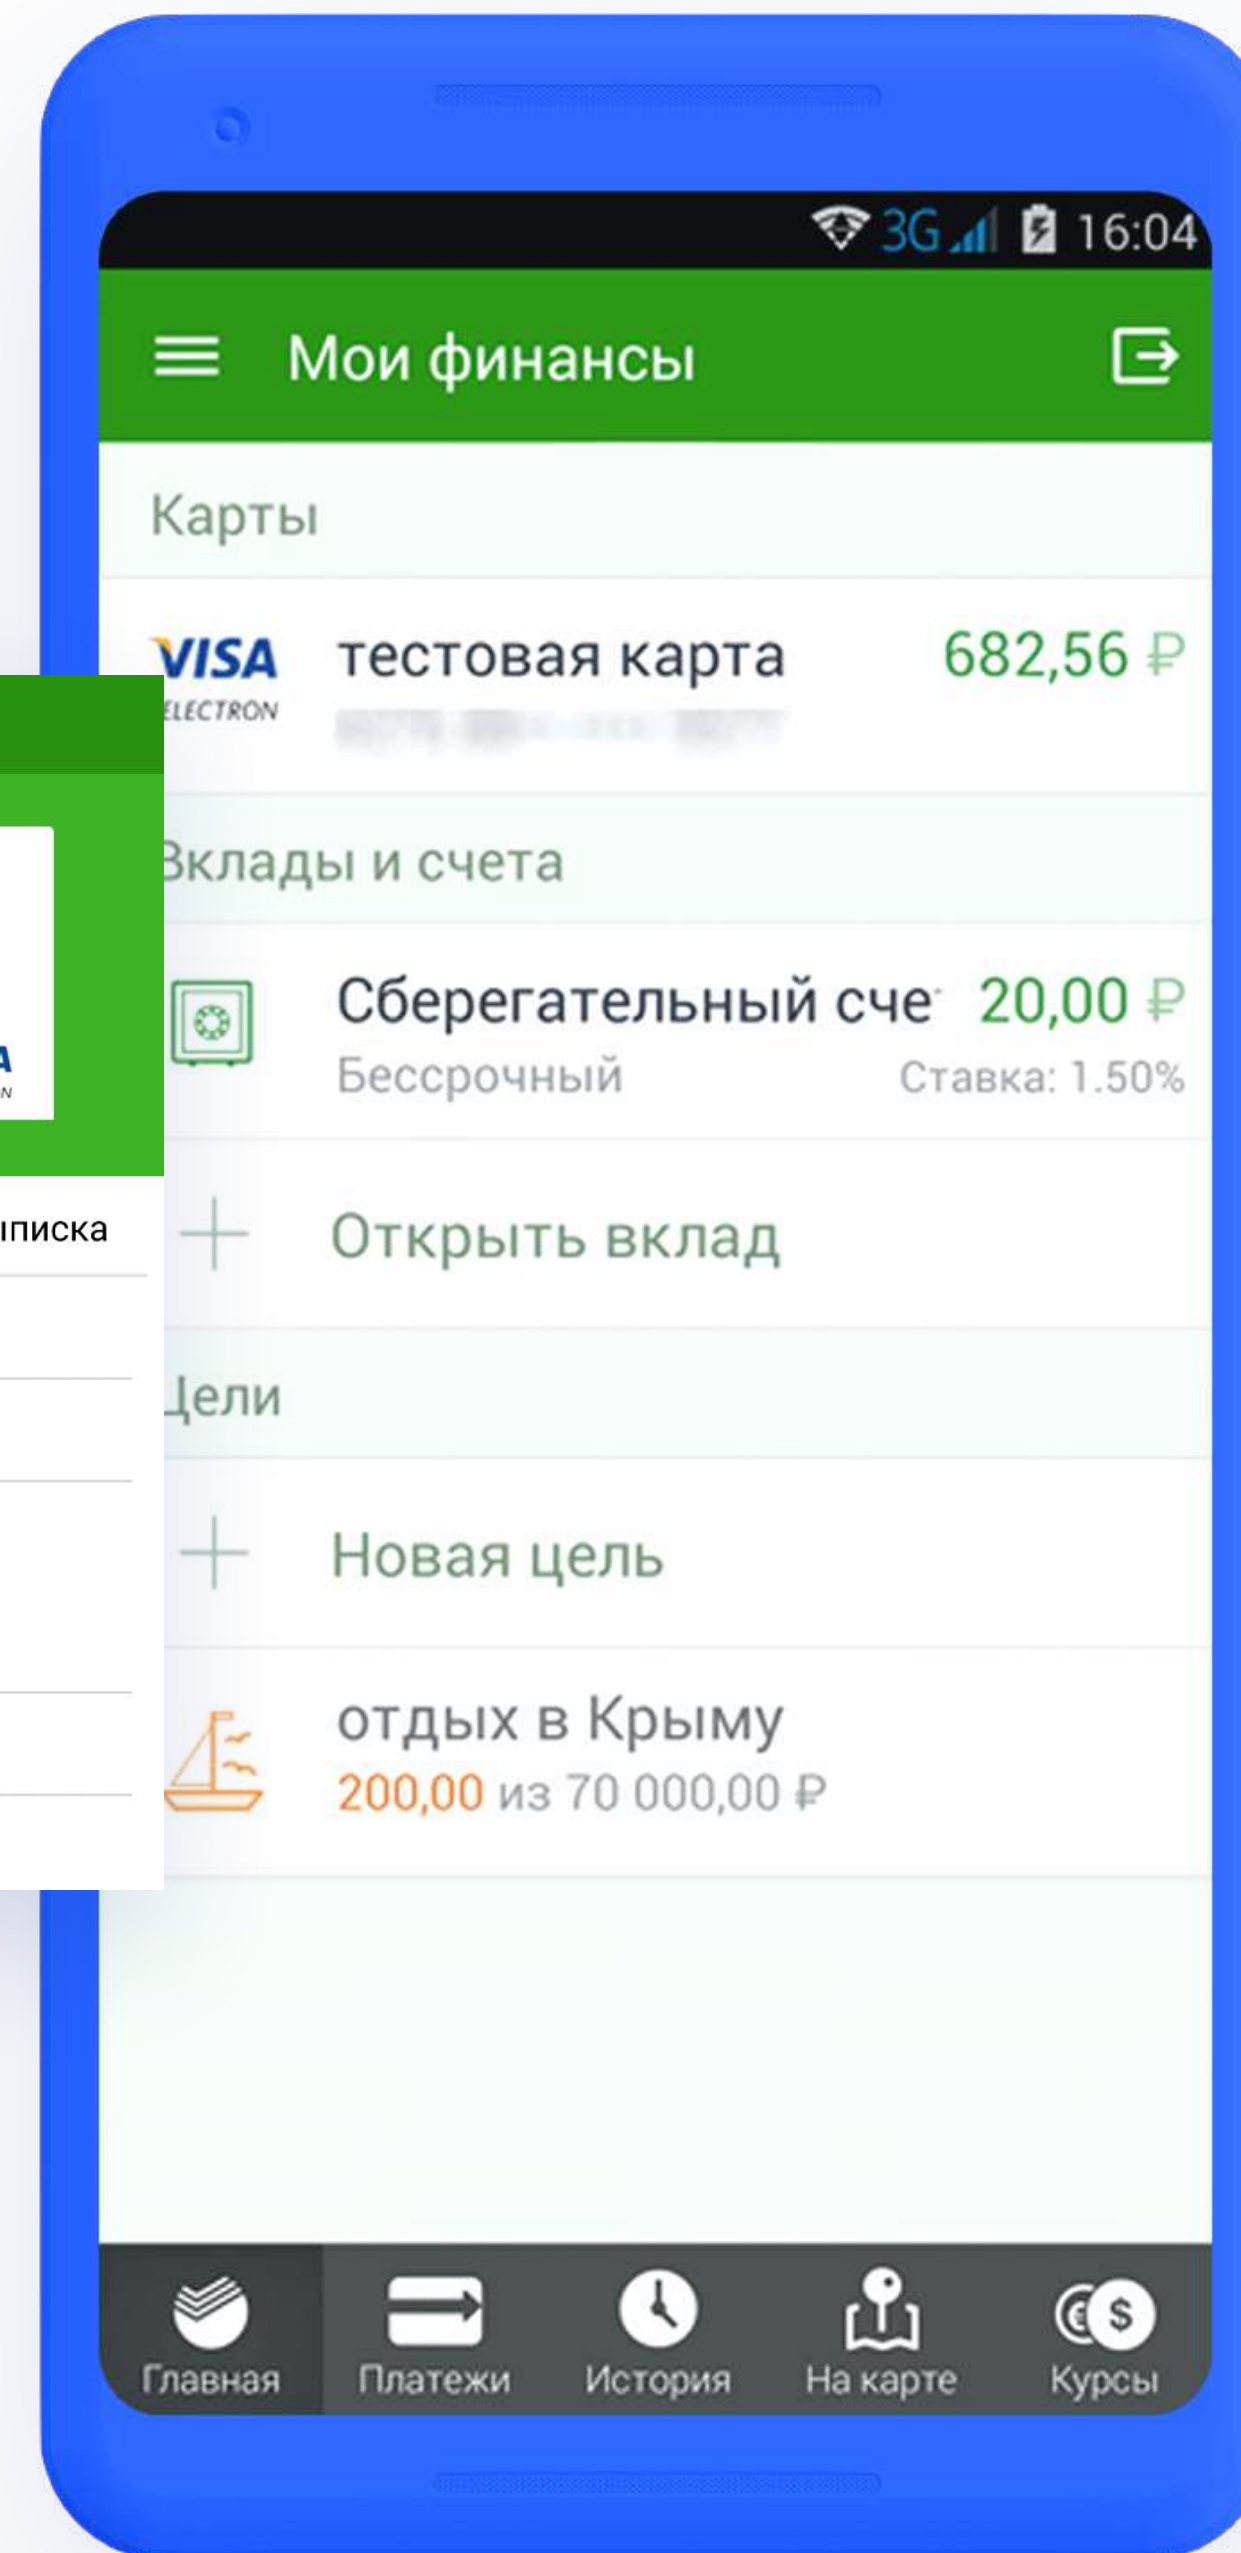 3G 16:04
Мои финансы
Карты
VISA тестовая карта 682,56 ₽
ELECTRON
Вклады и счета
Сберегательный сче 20,00 ₽
Бессрочный Ставка: 1.50%
Открыть вклад
Цели
Новая цель
отдых в Крыму
200,00 из 70 000,00 ₽
Главная Платежи История На карте Курсы